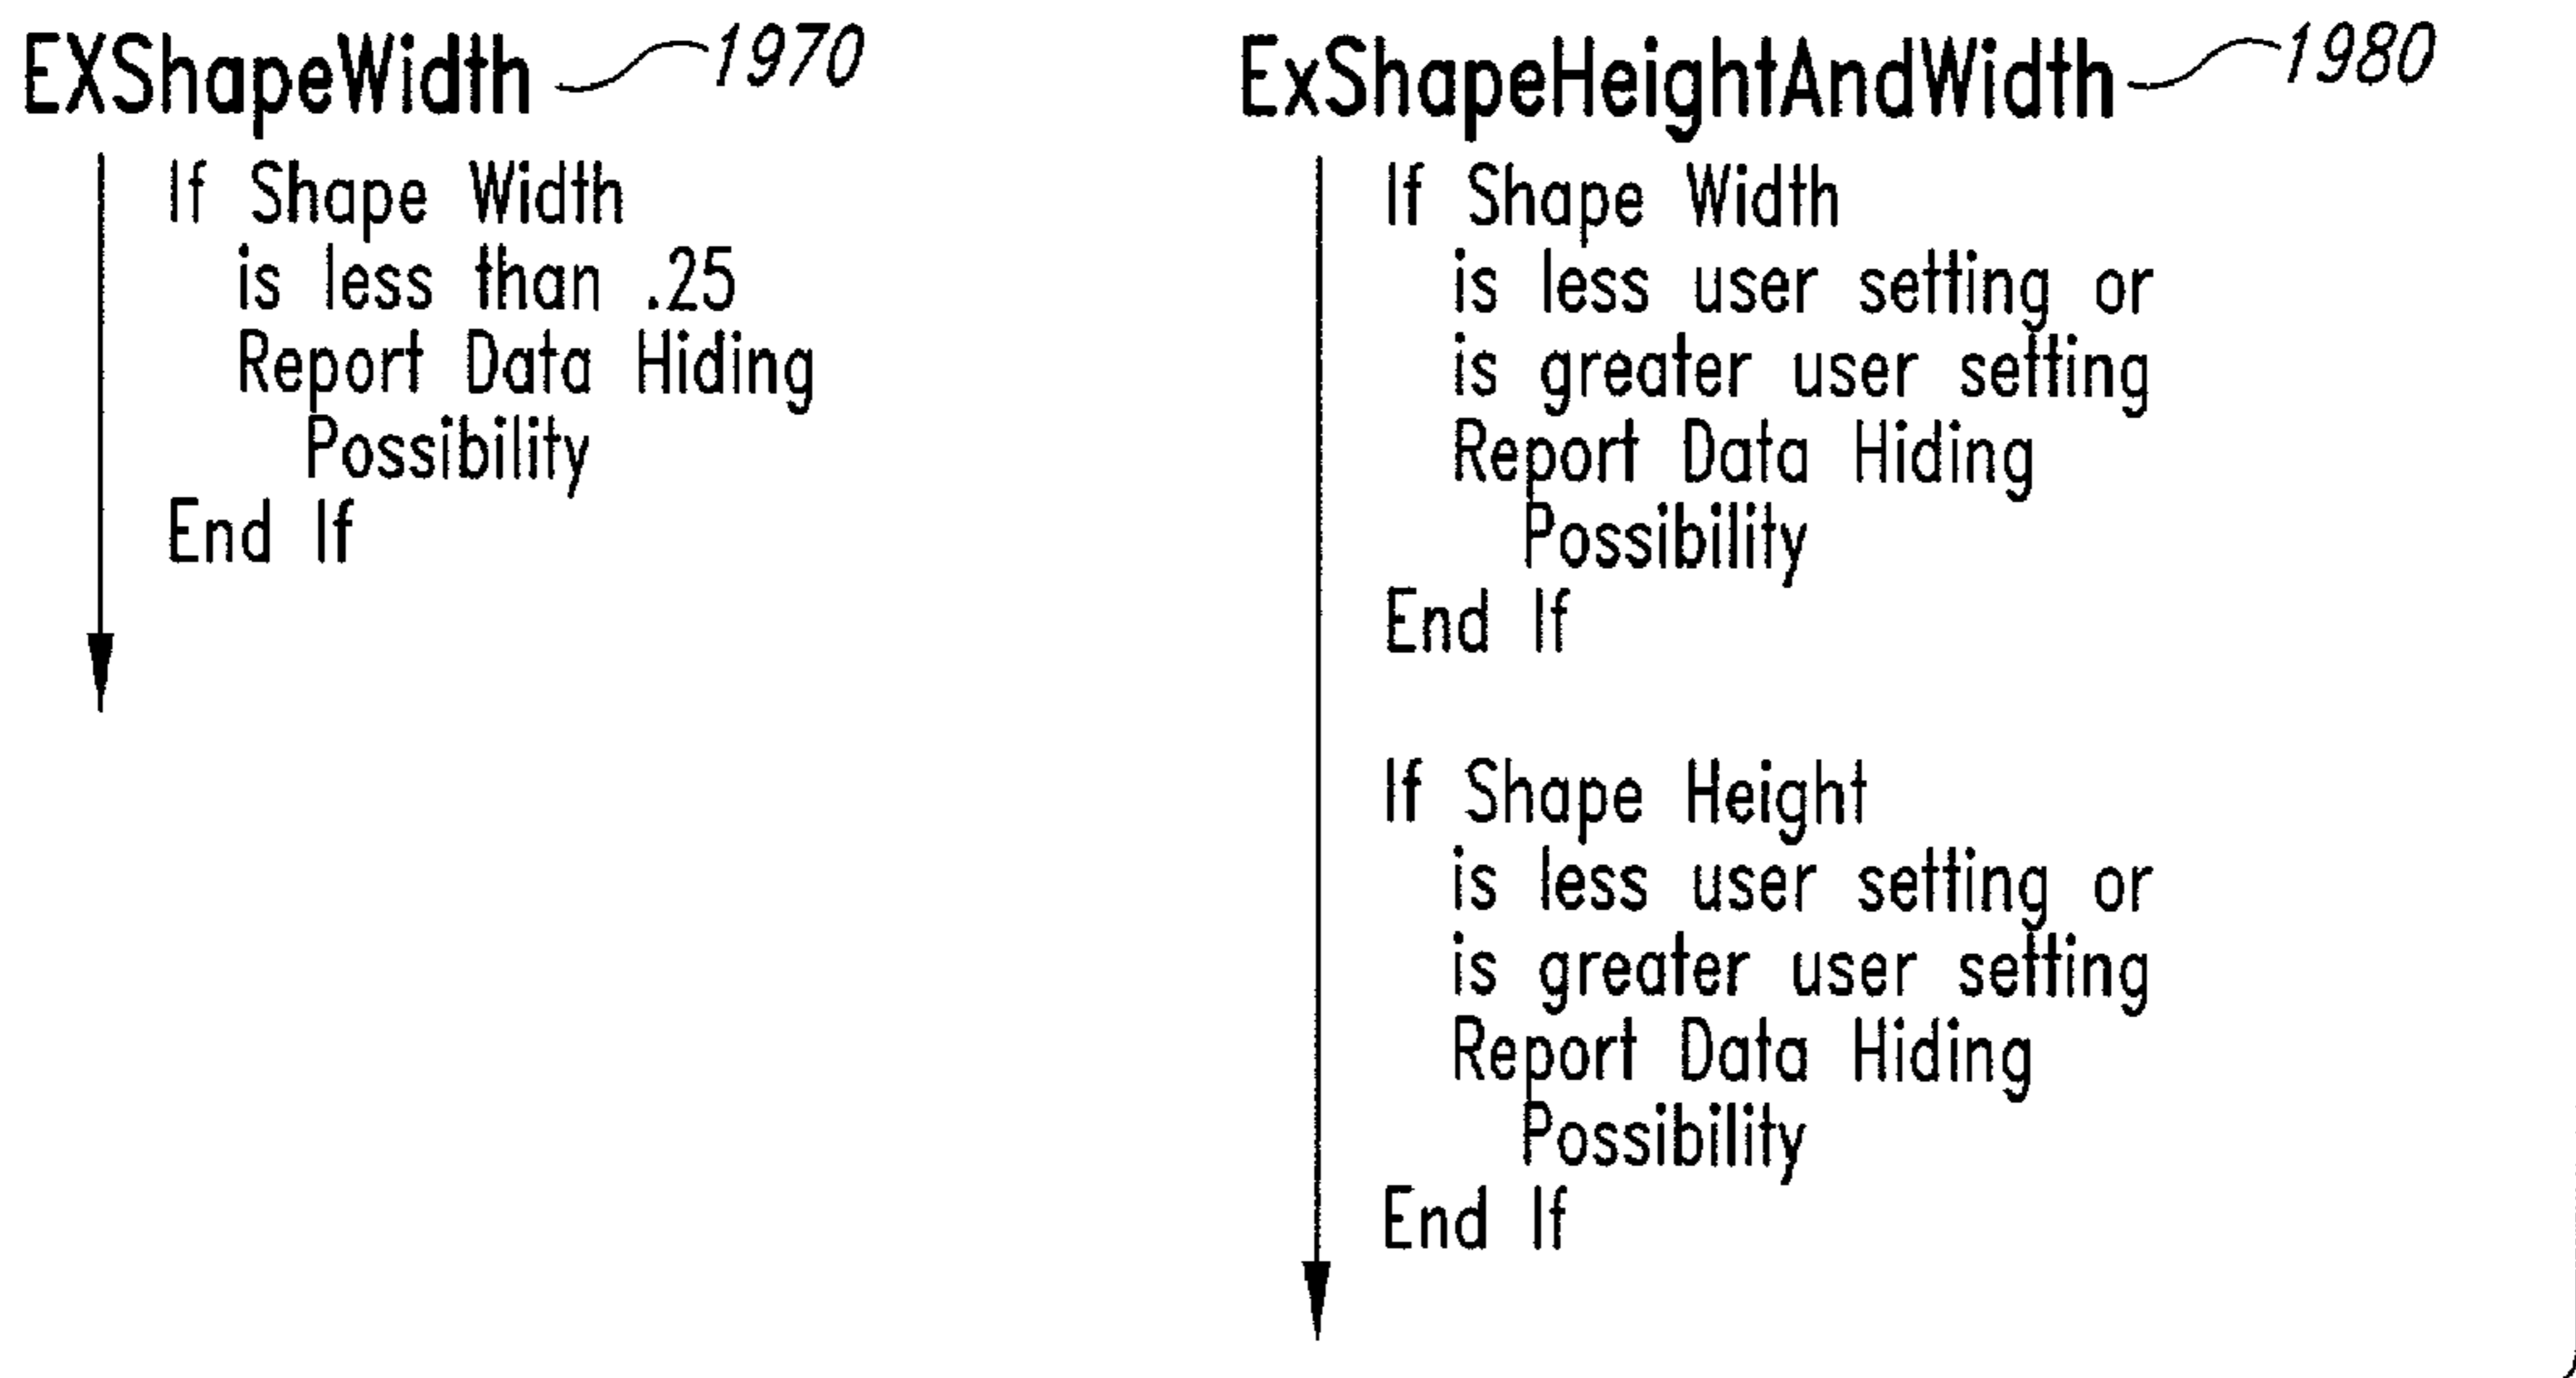 EXShapeWidth 1970
If Shape Width
is less than .25
Report Data Hiding
Possibility
End If
ExShapeHeightAndWidth 1980
If Shape Width
is less user setting or
is greater user setting
Report Data Hiding
Possibility
End If
If Shape Height
is less user setting or
is greater user setting
Report Data Hiding
Possibility
End If